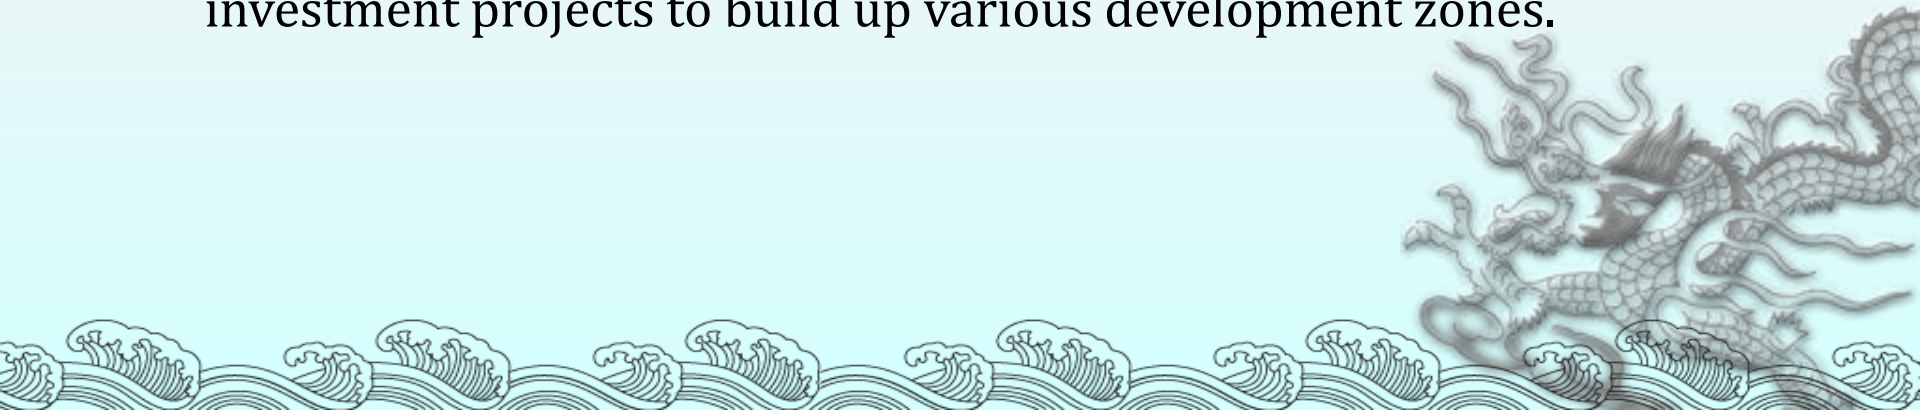 investment projects to build up various development zones.